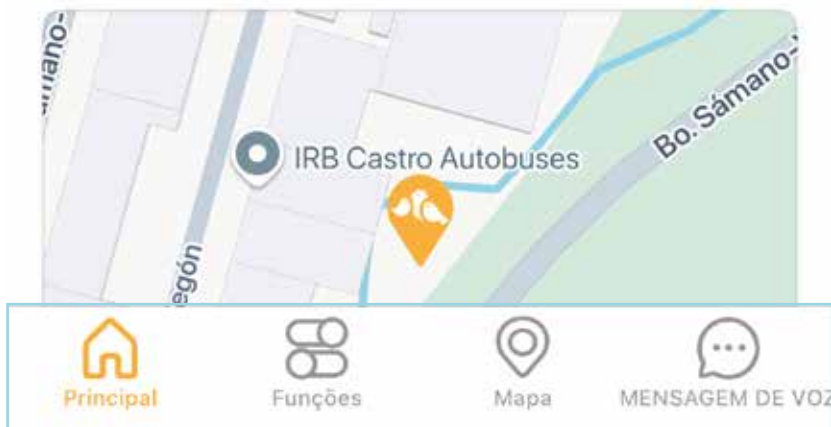 IRB Castro Autobuses
Bo. Sámano-
Principal
Funções
Mapa
MENSAGEM DE VOZ